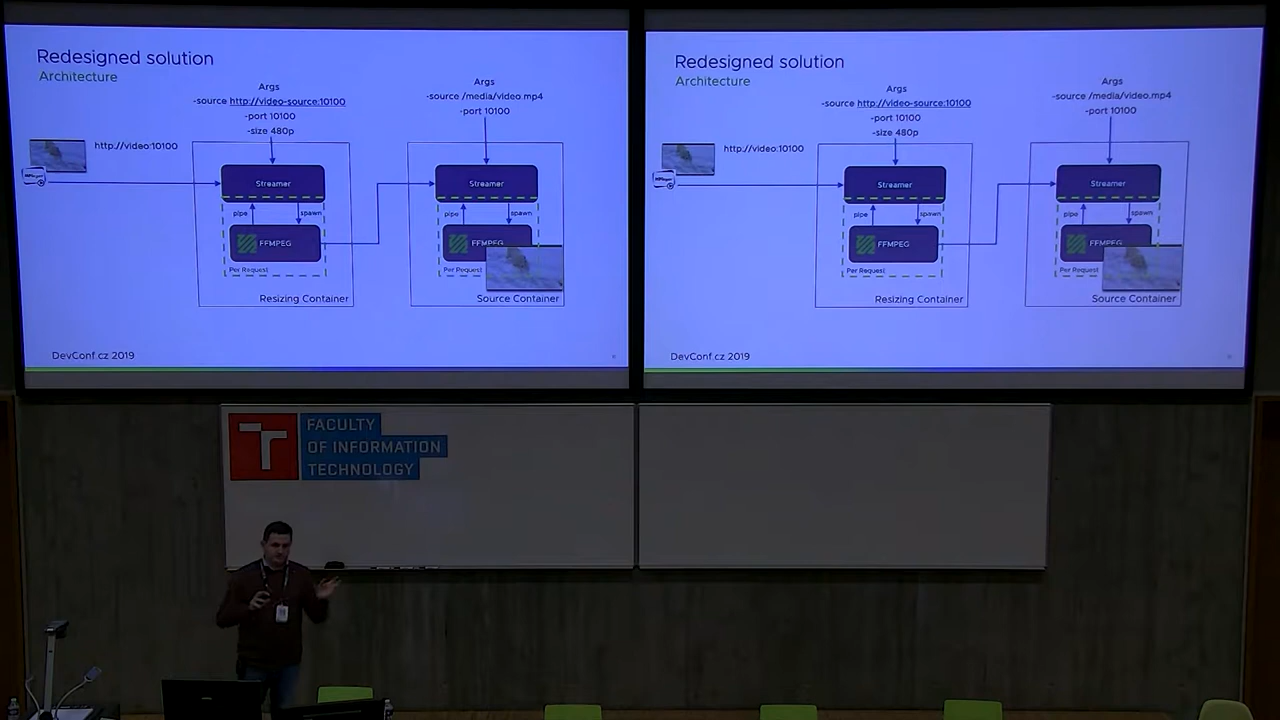 Redesigned solution
Architecture
Args
-source http://video-source:10100
-port 10100
-size 480p
Args
-source /media/video.mp4
-port 10100
http://video:10100
Streamer
Streamer
pipe
spawn
pipe
spawn
FFMPEG
FFMPEG
Per Request
Per Request
Resizing Container
Source Container
DevConf.cz 2019
Redesigned solution
Architecture
Args
-source http://video-source:10100
-port 10100
-size 480p
Args
-source /media/video.mp4
-port 10100
http://video:10100
Streamer
Streamer
pipe
spawn
pipe
spawn
FFMPEG
FFMPEG
Per Request
Per Request
Resizing Container
Source Container
DevConf.cz 2019
FACULTY
OF INFORMATION
TECHNOLOGY